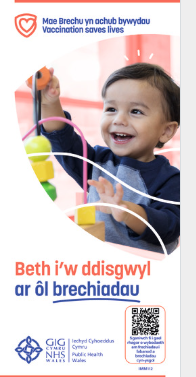 Mae Brechu yn achub bywydau
Vaccination saves lives
Beth i'w ddisgwyl
ar ôl brechiadau
GIG
CYMRU
NHS
WALES
Iechyd Cyhoeddus
Cymru
Public Health
Wales